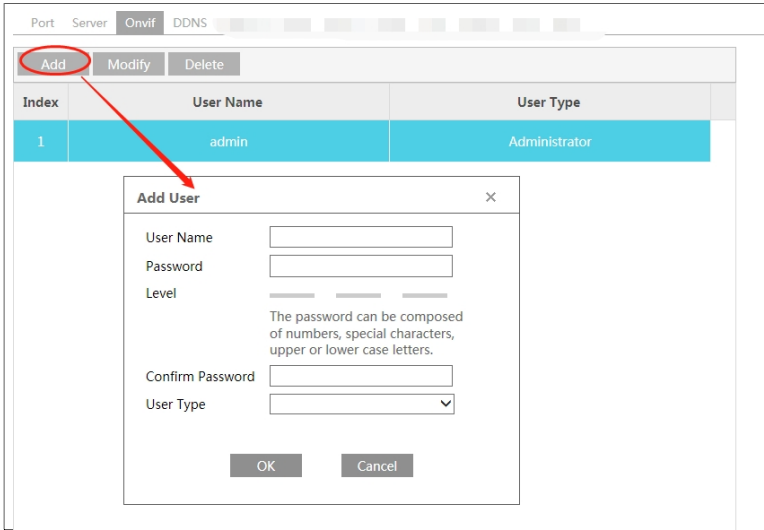 Port Server Onvif DDNS
Add Modify Delete
Index User Name User Type
1 admin Administrator
Add User ×
User Name
Password
Level
The password can be composed
of numbers, special characters,
upper or lower case letters.
Confirm Password
User Type
OK Cancel